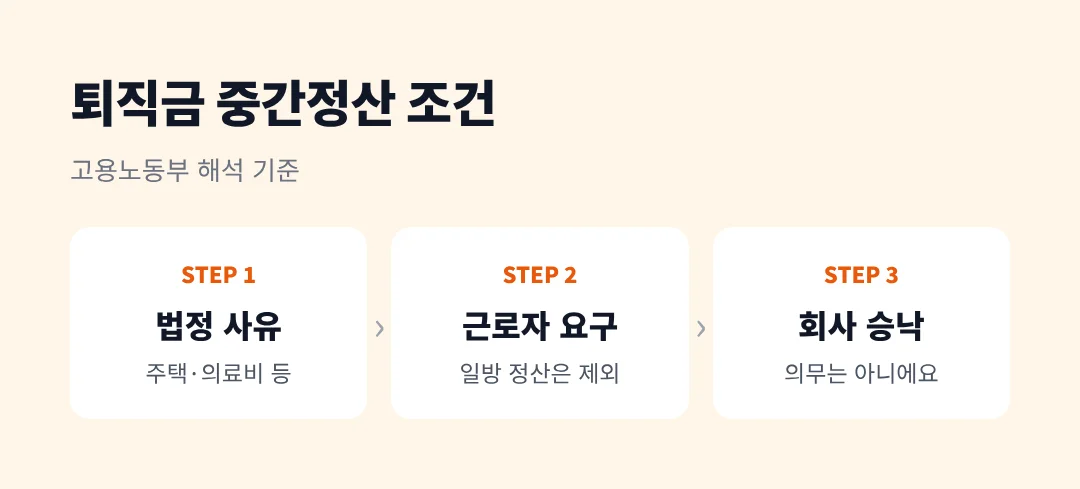 퇴직금 중간정산 조건
고용노동부 해석 기준
STEP 1
법정 사유
주택·의료비 등
›
STEP 2
근로자 요구
일방 정산은 제외
›
STEP 3
회사 승낙
의무는 아니에요